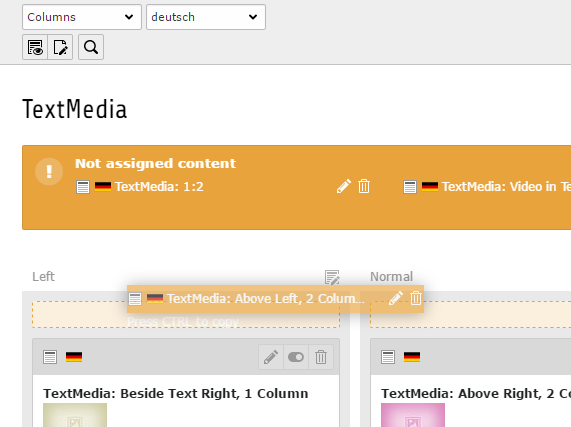 Columns
deutsch
TextMedia
Not assigned content
TextMedia: 1:2
TextMedia: Video in Te
Left
Normal
TextMedia: Above Left, 2 Colum...
Press CTRL to copy
TextMedia: Beside Text Right, 1 Column
TextMedia: Above Right, 2 Co